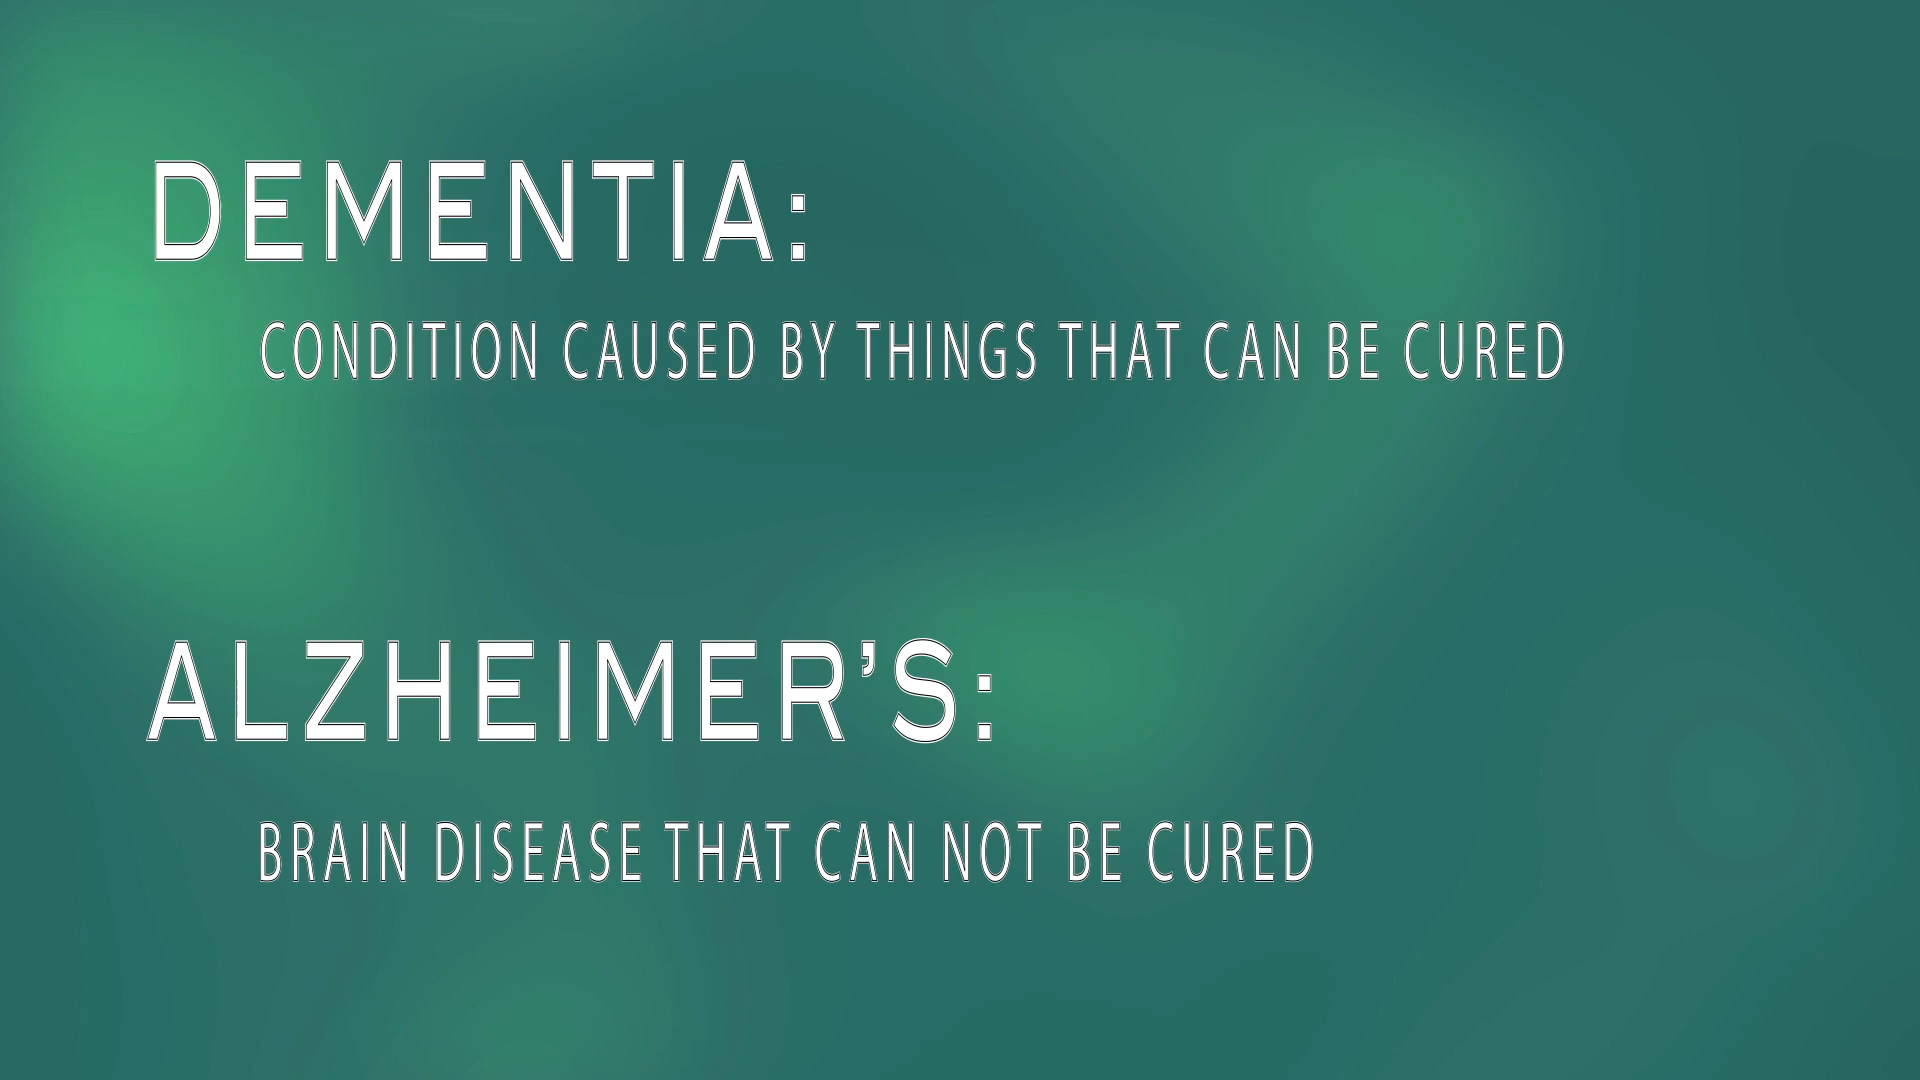 DEMENTIA:
CONDITION CAUSED BY THINGS THAT CAN BE CURED
ALZHEIMER’S:
BRAIN DISEASE THAT CAN NOT BE CURED